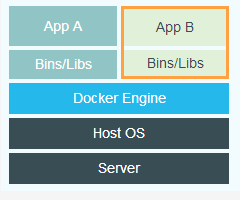 App A
App B
Bins/Libs
Bins/Libs
Docker Engine
Host OS
Server